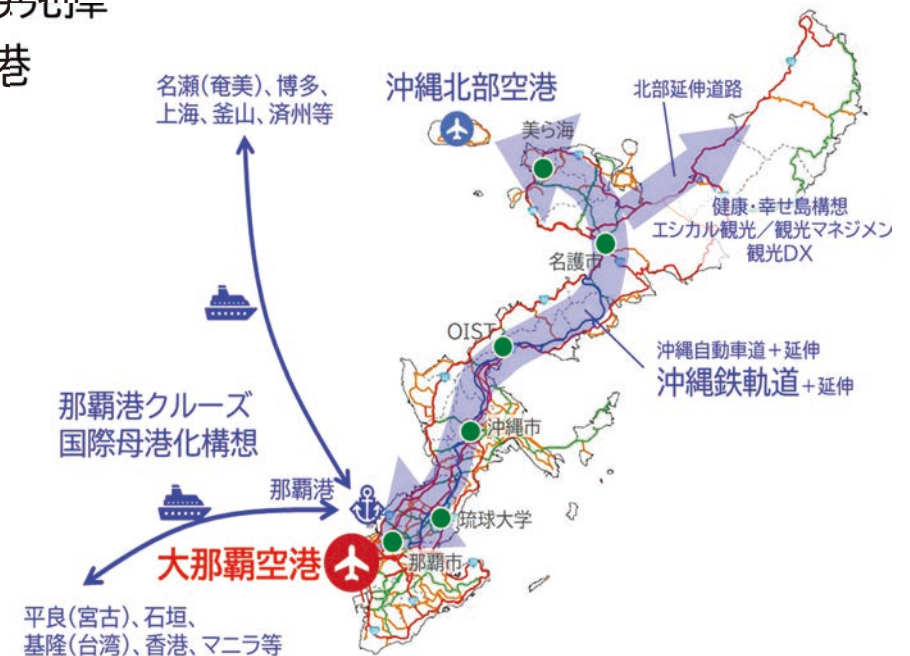 港
名瀬(奄美)、博多、
上海、釜山、済州等
沖縄北部空港
美ら海
北部延伸道路
健康・幸せ島構想
エシカル観光/観光マネジメン
観光DX
名護市
OIST
沖縄自動車道+延伸
沖縄鉄軌道+延伸
那覇港クルーズ
国際母港化構想
沖縄市
那覇港
琉球大学
大那覇空港
那覇市
平良(宮古)、石垣、
基隆(台湾)、香港、マニラ等